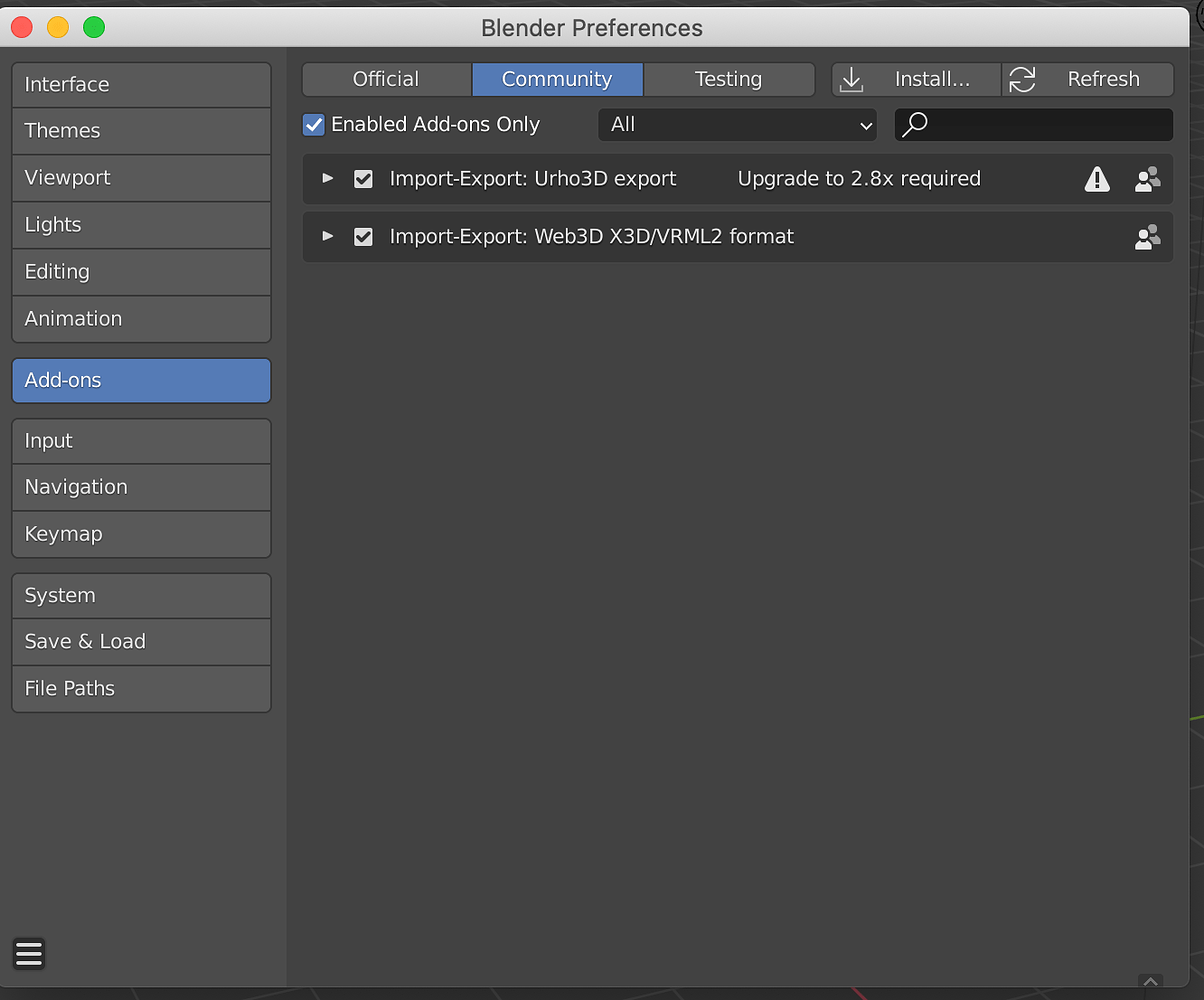 Blender Preferences
Interface
Themes
Viewport
Lights
Editing
Animation
Add-ons
Input
Navigation
Keymap
System
Save & Load
File Paths
Official Community Testing Install... Refresh
Enabled Add-ons Only All
Import-Export: Urho3D export Upgrade to 2.8x required
Import-Export: Web3D X3D/VRML2 format